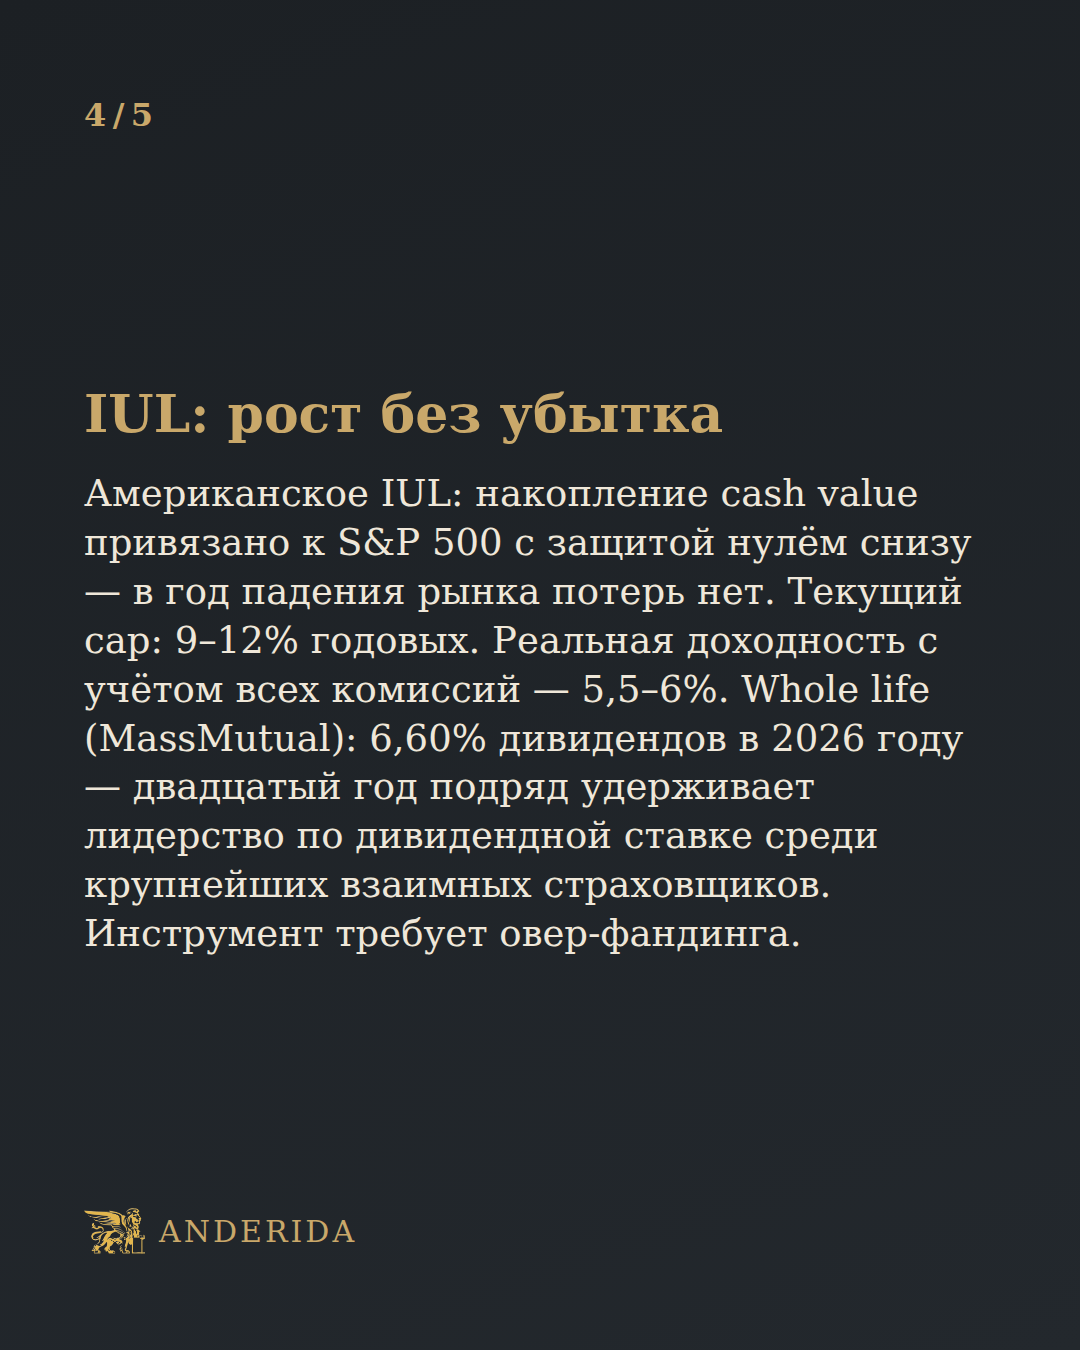 4/5
IUL: рост без убытка
Американское IUL: накопление cash value
привязано к S&P 500 с защитой нулём снизу
— в год падения рынка потерь нет. Текущий
cap: 9–12% годовых. Реальная доходность с
учётом всех комиссий — 5,5–6%. Whole life
(MassMutual): 6,60% дивидендов в 2026 году
— двадцатый год подряд удерживает
лидерство по дивидендной ставке среди
крупнейших взаимных страховщиков.
Инструмент требует овер-фандинга.
ANDERIDA